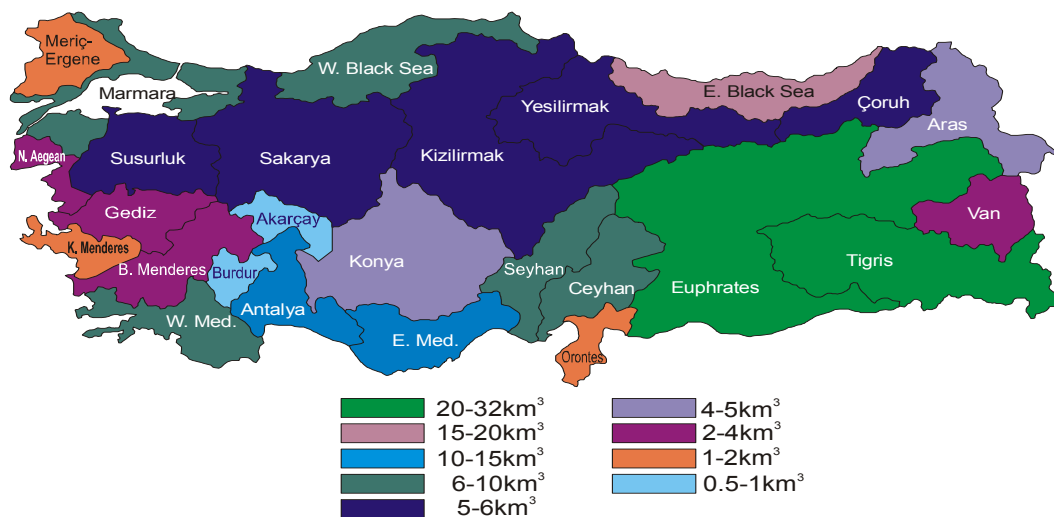 Meriç-
Ergene
W. Black Sea
Marmara
Yesilirmak
E. Black Sea
Çoruh
Aras
N. Aegean
Susurluk
Sakarya
Kizilirmak
Gediz
Akarçay
Van
K. Menderes
B. Menderes
Burdur
Konya
Seyhan
Tigris
Ceyhan
Euphrates
W. Med.
Antalya
E. Med.
Orontes
20-32km³
15-20km³
10-15km³
6-10km³
5-6km³
4-5km³
2-4km³
1-2km³
0.5-1km³